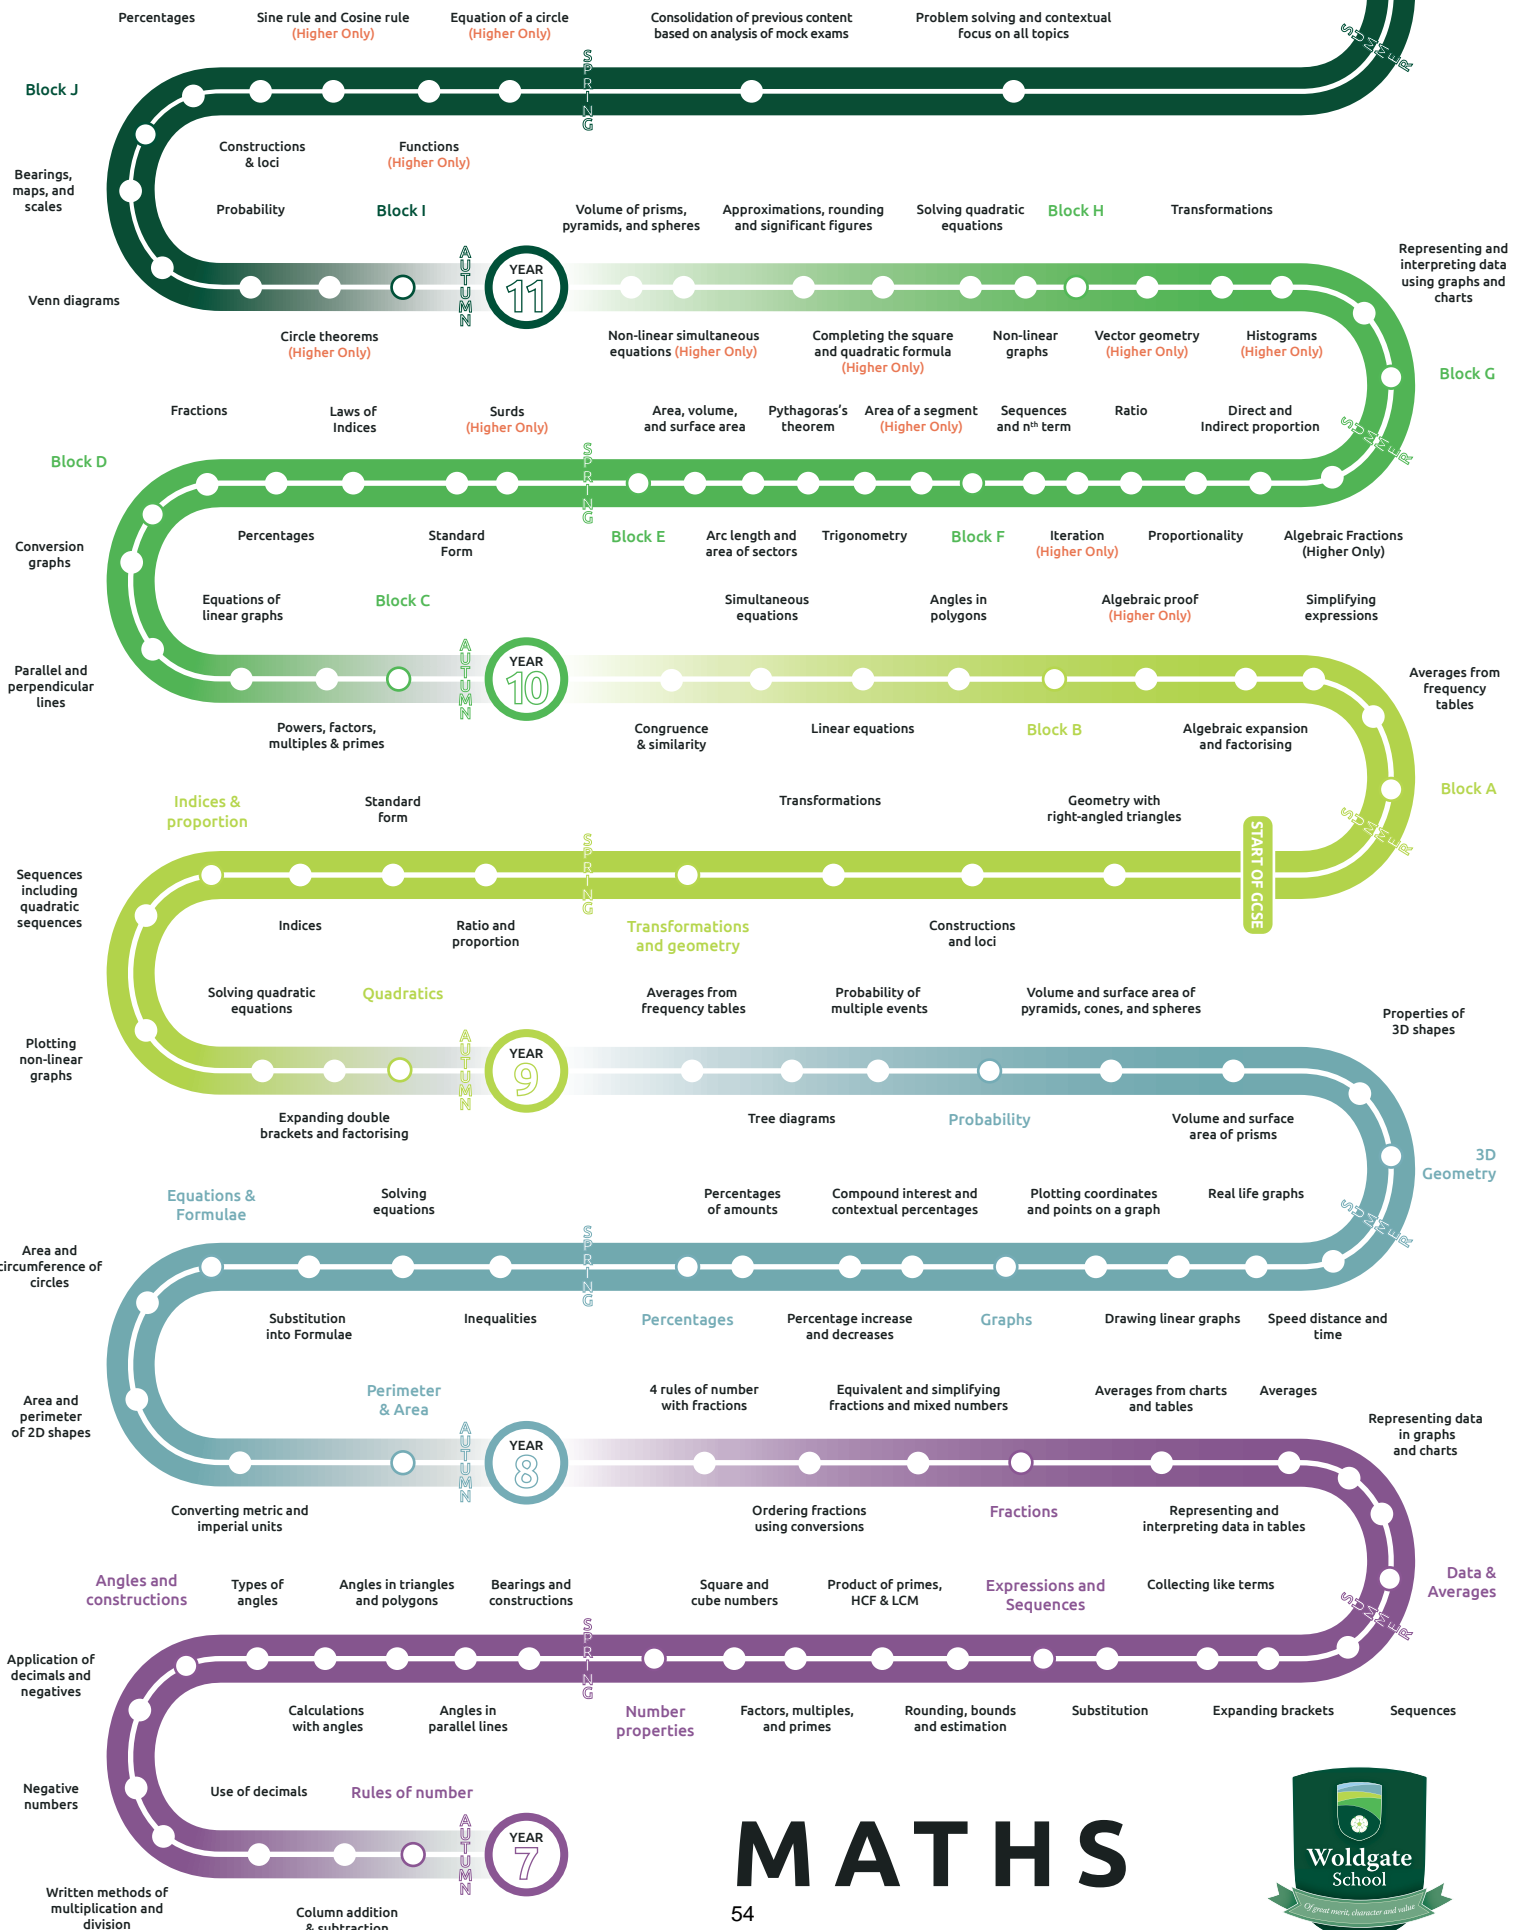 Percentages
Sine rule and Cosine rule
(Higher Only)
Equation of a circle
(Higher Only)
Consolidation of previous content
based on analysis of mock exams
Problem solving and contextual
focus on all topics
SUMMER
SPRING
Block J
Constructions
& loci
Functions
(Higher Only)
Bearings,
maps, and
scales
Probability
Block I
Volume of prisms,
pyramids, and spheres
Approximations, rounding
and significant figures
Solving quadratic
equations
Block H
Transformations
Representing and
interpreting data
using graphs and
charts
AUTUMN
YEAR
11
Venn diagrams
Circle theorems
(Higher Only)
Non-linear simultaneous
equations (Higher Only)
Completing the square
and quadratic formula
(Higher Only)
Non-linear
graphs
Vector geometry
(Higher Only)
Histograms
(Higher Only)
Block G
Fractions
Laws of
Indices
Surds
(Higher Only)
Area, volume,
and surface area
Pythagoras's
theorem
Area of a segment
(Higher Only)
Sequences
and nth term
Ratio
Direct and
Indirect proportion
SUMMER
SPRING
Block D
Conversion
graphs
Percentages
Standard
Form
Block E
Arc length and
area of sectors
Trigonometry
Block F
Iteration
(Higher Only)
Proportionality
Algebraic Fractions
(Higher Only)
Equations of
linear graphs
Block C
Simultaneous
equations
Angles in
polygons
Algebraic proof
(Higher Only)
Simplifying
expressions
AUTUMN
YEAR
10
Parallel and
perpendicular
lines
Averages from
frequency
tables
Powers, factors,
multiples & primes
Congruence
& similarity
Linear equations
Block B
Algebraic expansion
and factorising
Block A
Indices &
proportion
Standard
form
Transformations
Geometry with
right-angled triangles
START OF GCSE
SUMMER
SPRING
Sequences
including
quadratic
sequences
Indices
Ratio and
proportion
Transformations
and geometry
Constructions
and loci
Solving quadratic
equations
Quadratics
Averages from
frequency tables
Probability of
multiple events
Volume and surface area of
pyramids, cones, and spheres
Properties of
3D shapes
AUTUMN
YEAR
9
Plotting
non-linear
graphs
Expanding double
brackets and factorising
Tree diagrams
Probability
Volume and surface
area of prisms
3D
Geometry
Equations &
Formulae
Solving
equations
Percentages
of amounts
Compound interest and
contextual percentages
Plotting coordinates
and points on a graph
Real life graphs
SUMMER
SPRING
Area and
circumference of
circles
Substitution
into Formulae
Inequalities
Percentages
Percentage increase
and decreases
Graphs
Drawing linear graphs
Speed distance and
time
Area and
perimeter
of 2D shapes
Perimeter
& Area
4 rules of number
with fractions
Equivalent and simplifying
fractions and mixed numbers
Averages from charts
and tables
Averages
Representing data
in graphs
and charts
AUTUMN
YEAR
8
Converting metric and
imperial units
Ordering fractions
using conversions
Fractions
Representing and
interpreting data in tables
Data &
Averages
Angles and
constructions
Types of
angles
Angles in triangles
and polygons
Bearings and
constructions
Square and
cube numbers
Product of primes,
HCF & LCM
Expressions and
Sequences
Collecting like terms
SUMMER
SPRING
Application of
decimals and
negatives
Calculations
with angles
Angles in
parallel lines
Number
properties
Factors, multiples,
and primes
Rounding, bounds
and estimation
Substitution
Expanding brackets
Sequences
Negative
numbers
Use of decimals
Rules of number
AUTUMN
YEAR
7
Written methods of
multiplication and
division
Column addition
& subtraction
MATHS
54
Woldgate
School
Of great merit, character and value